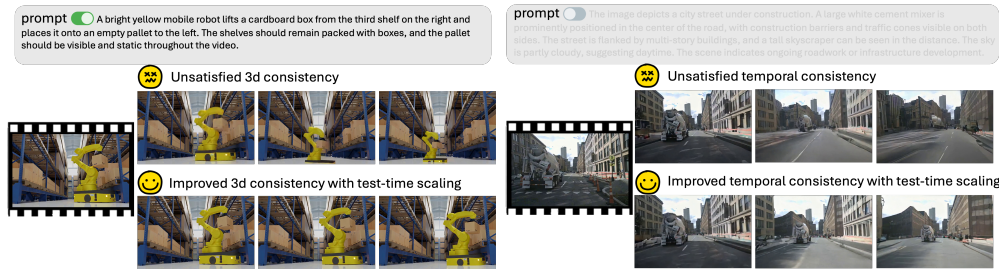 prompt A bright yellow mobile robot lifts a cardboard box from the third shelf on the right and
places it onto an empty pallet to the left. The shelves should remain packed with boxes, and the pallet
should be visible and static throughout the video.
Unsatisfied 3d consistency
Improved 3d consistency with test-time scaling
prompt The image depicts a city street under construction. A large white cement mixer is
prominently positioned in the center of the road, with construction barriers and traffic cones visible on both
sides. The street is flanked by multi-story buildings, and a tall skyscraper can be seen in the distance. The sky
is partly cloudy, suggesting daytime. The scene indicates ongoing roadwork or infrastructure development.
Unsatisfied temporal consistency
Improved temporal consistency with test-time scaling